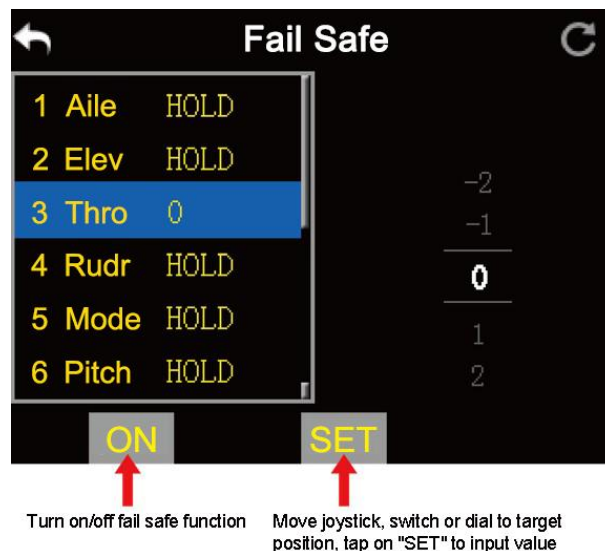 Fail Safe
1 Aile HOLD
2 Elev HOLD
3 Thro 0
4 Rudr HOLD
5 Mode HOLD
6 Pitch HOLD
-2
-1
0
1
2
ON
SET
Turn on/off fail safe function
Move joystick, switch or dial to target
position, tap on "SET" to input value